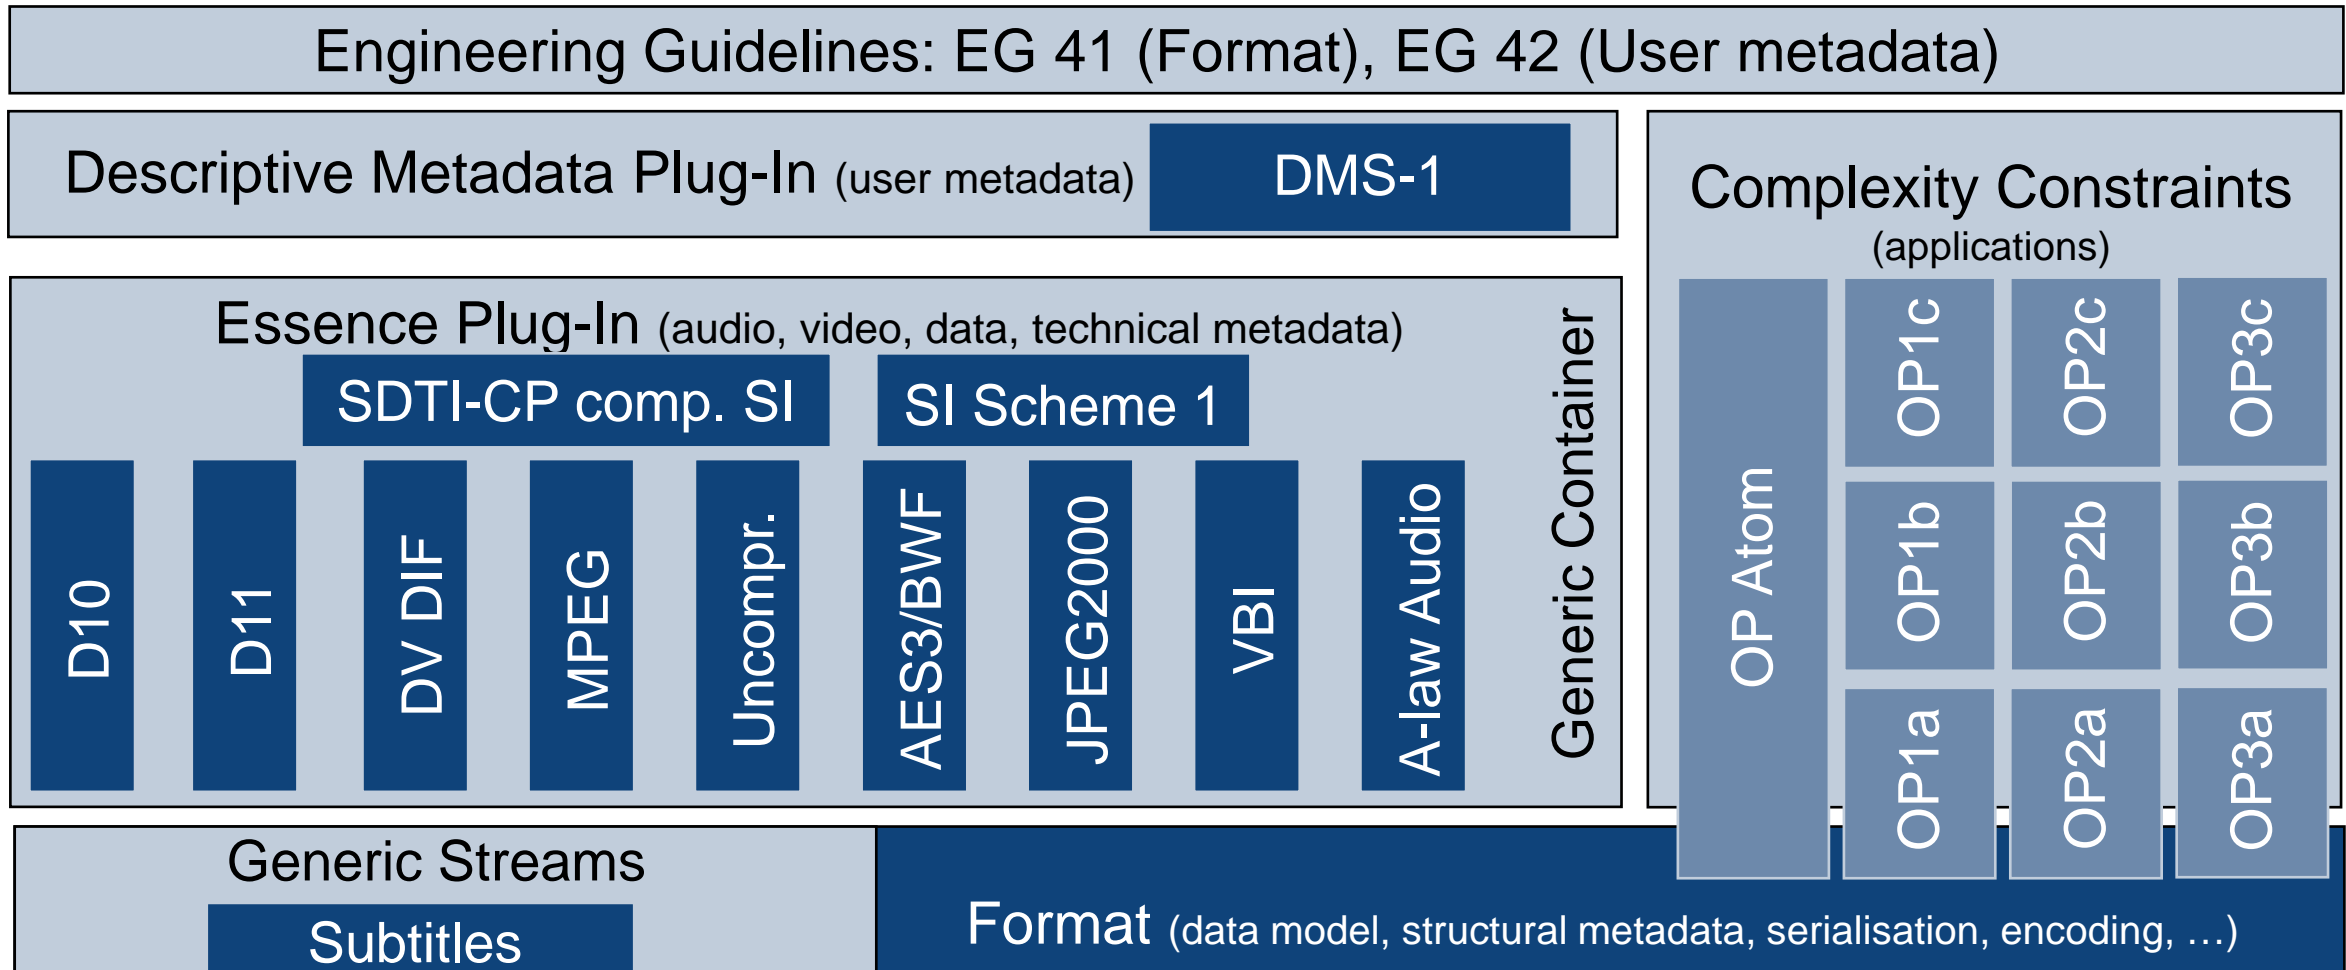 Engineering Guidelines: EG 41 (Format), EG 42 (User metadata)
Descriptive Metadata Plug-In (user metadata)
DMS-1
Complexity Constraints
(applications)
Essence Plug-In (audio, video, data, technical metadata)
SDTI-CP comp. SI
SI Scheme 1
D10
D11
DV DIF
MPEG
Uncompr.
AES3/BWF
JPEG2000
VBI
A-law Audio
Generic Container
OP Atom
OP1c
OP2c
OP3c
OP1b
OP2b
OP3b
OP1a
OP2a
OP3a
Generic Streams
Subtitles
Format (data model, structural metadata, serialisation, encoding, …)